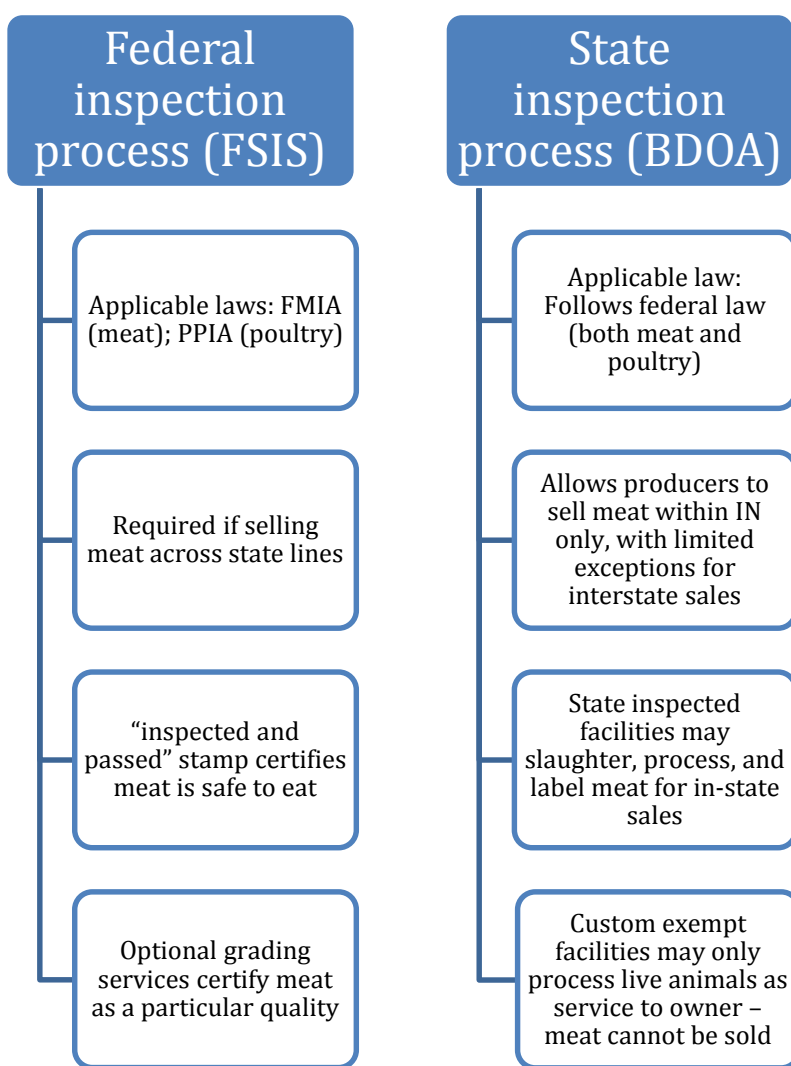 Federal
inspection
process (FSIS)
Applicable laws: FMIA
(meat); PPIA (poultry)
Required if selling
meat across state lines
“inspected and
passed” stamp certifies
meat is safe to eat
Optional grading
services certify meat
as a particular quality
State
inspection
process (BDOA)
Applicable law:
Follows federal law
(both meat and
poultry)
Allows producers to
sell meat within IN
only, with limited
exceptions for
interstate sales
State inspected
facilities may
slaughter, process, and
label meat for in-state
sales
Custom exempt
facilities may only
process live animals as
service to owner –
meat cannot be sold